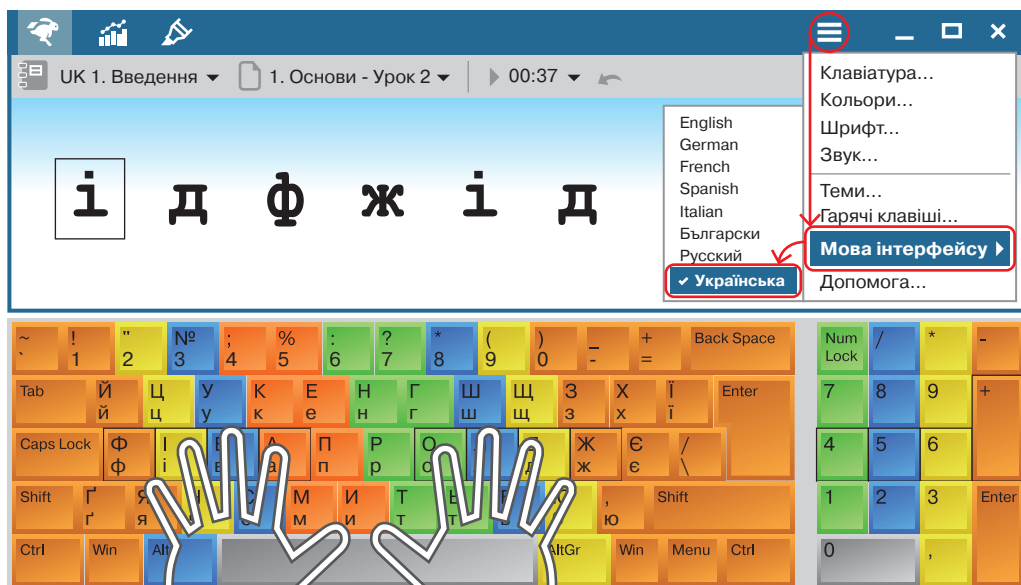 UK 1. Введення 1. Основи - Урок 2 00:37
Клавіатура...
Кольори...
Шрифт...
Звук...
Теми...
Гарячі клавіші...
Мова інтерфейсу
Допомога...
English
German
French
Spanish
Italian
Български
Русский
Українська
і д ф ж і д
~ ! " № ; % : ? * ( ) _ + Back Space
` 1 2 3 4 5 6 7 8 9 0 - =
Tab Й Ц У К Е Н Г Ш Щ З Х Ї Enter
й ц у к е н г ш щ з х ї
Caps Lock Ф І А П Р О Ж Є /
ф і в а п р о д ж є \
Shift Ґ Я С М И Т ,
ґ я м и т ю Shift
Ctrl Win Alt AltGr Win Menu Ctrl
Num Lock / * -
7 8 9 +
4 5 6
1 2 3 Enter
0 ,